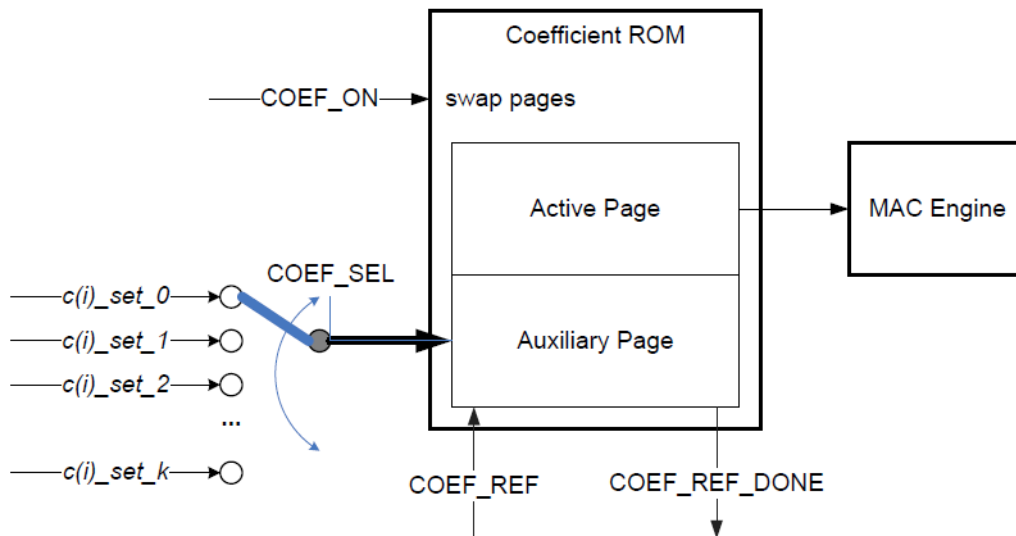 Coefficient ROM
COEF_ON
swap pages
Active Page
MAC Engine
COEF_SEL
c(i)_set_0
c(i)_set_1
Auxiliary Page
c(i)_set_2
...
c(i)_set_k
COEF_REF
COEF_REF_DONE